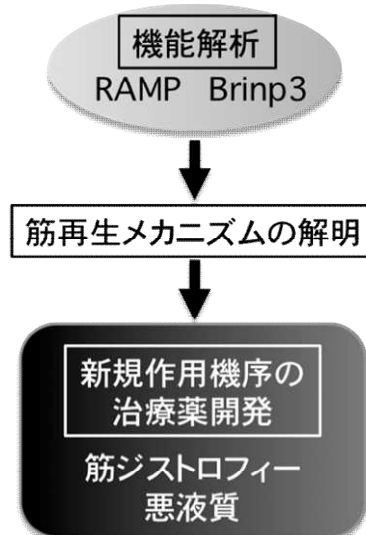 機能解析
RAMP Brinp3
筋再生メカニズムの解明
新規作用機序の
治療薬開発
筋ジストロフィー
悪液質